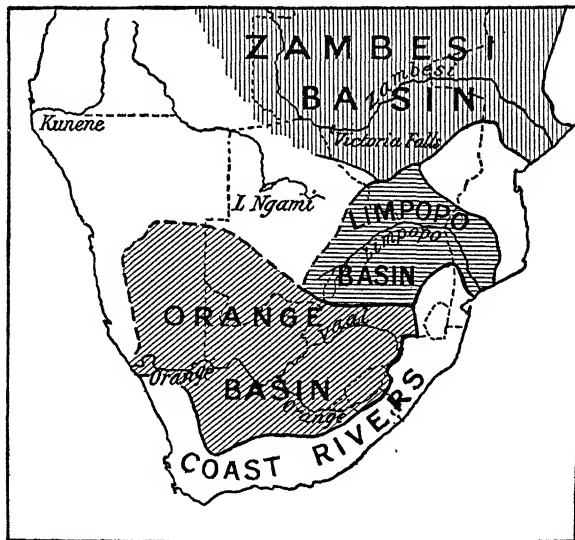 ZAMBESI
Zambesi
BASIN
Kunene
Victoria Falls
L Ngami
LIMPOPO
Limpopo
BASIN
ORANGE
Vaal
Orange
BASIN
Orange
COAST RIVERS